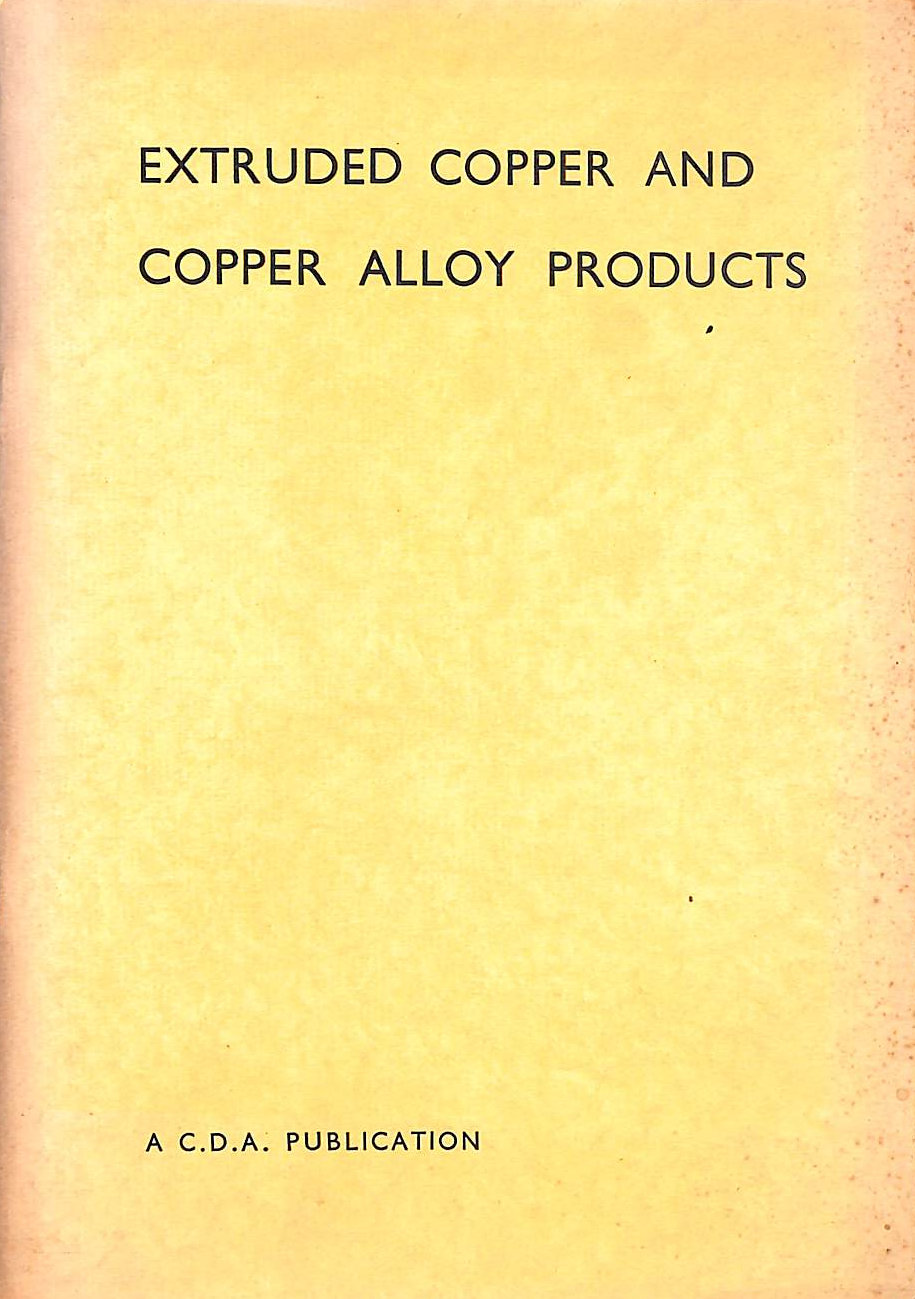 EXTRUDED COPPER AND
COPPER ALLOY PRODUCTS
A C.D.A. PUBLICATION